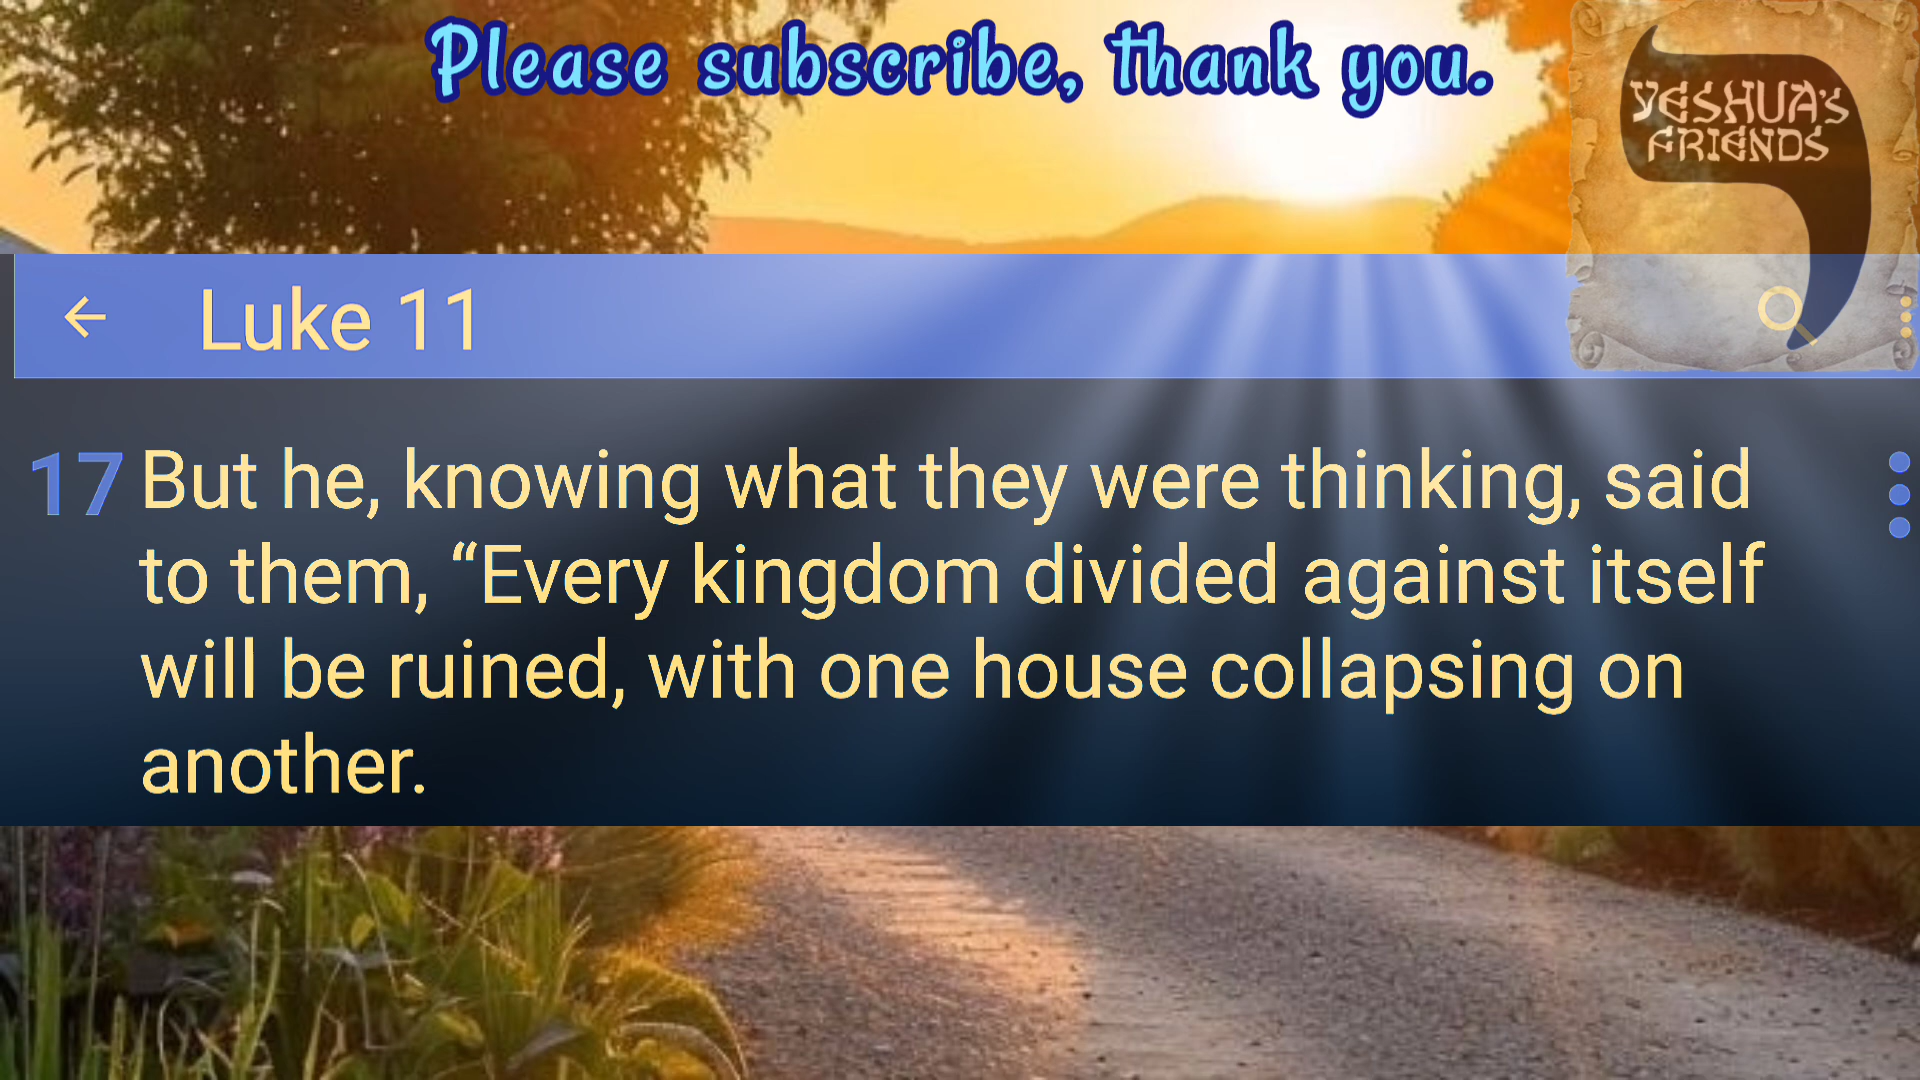 Please subscribe, thank you.
YESHUA'S
FRIENDS
Luke 11
17 But he, knowing what they were thinking, said
to them, “Every kingdom divided against itself
will be ruined, with one house collapsing on
another.